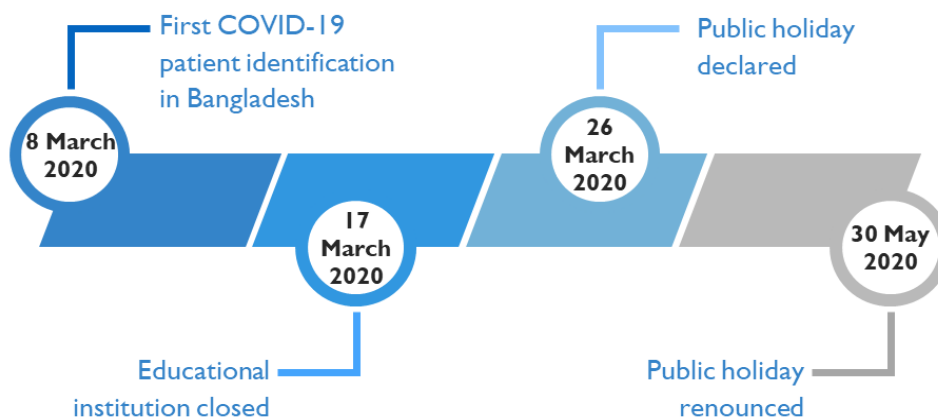 First COVID-19
patient identification
in Bangladesh
8 March
2020
17
March
2020
Educational
institution closed
Public holiday
declared
26
March
2020
30 May
2020
Public holiday
renounced